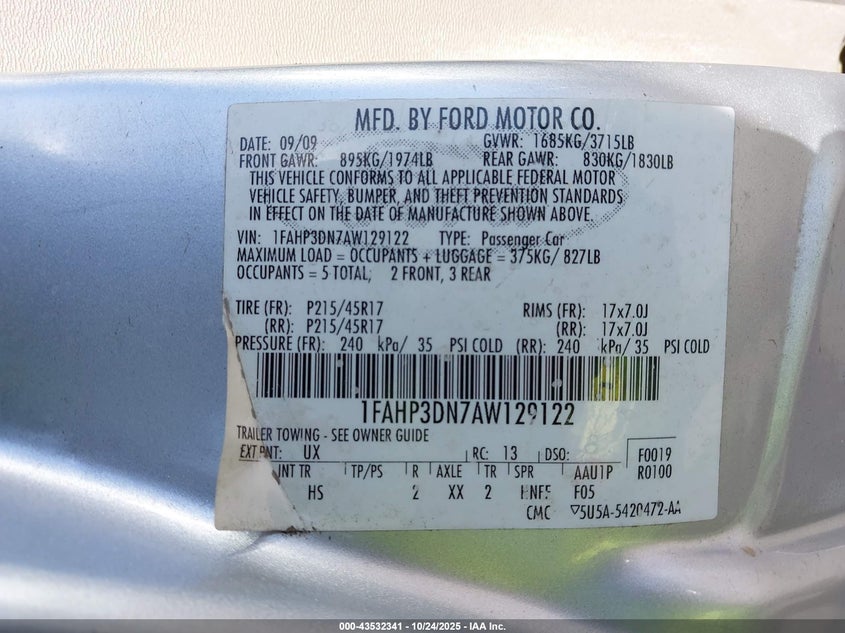 MFD. BY FORD MOTOR CO.
DATE: 09/09 GVWR: 1685KG/3715LB
FRONT GAWR: 895KG/1974LB REAR GAWR: 830KG/1830LB
THIS VEHICLE CONFORMS TO ALL APPLICABLE FEDERAL MOTOR
VEHICLE SAFETY, BUMPER, AND THEFT PREVENTION STANDARDS
IN EFFECT ON THE DATE OF MANUFACTURE SHOWN ABOVE.
VIN: 1FAHP3DN7AW129122 TYPE: Passenger Car
MAXIMUM LOAD = OCCUPANTS + LUGGAGE = 375KG/ 827LB
OCCUPANTS = 5 TOTAL; 2 FRONT, 3 REAR
TIRE (FR): P215/45R17 RIMS (FR): 17x7.0J
(RR): P215/45R17 (RR): 17x7.0J
PRESSURE (FR): 240 kPa/ 35 PSI COLD (RR): 240 kPa/ 35 PSI COLD
1FAHP3DN7AW129122
TRAILER TOWING - SEE OWNER GUIDE
EXT PNT: UX RC: 13 DSO: F0019
INT TR TP/PS R AXLE TR SPR AAU1P R0100
HS 2 XX 2 F05
CMC ▽5U5A-5420472-AA
000-43532341 - 10/24/2025 - IAA Inc.